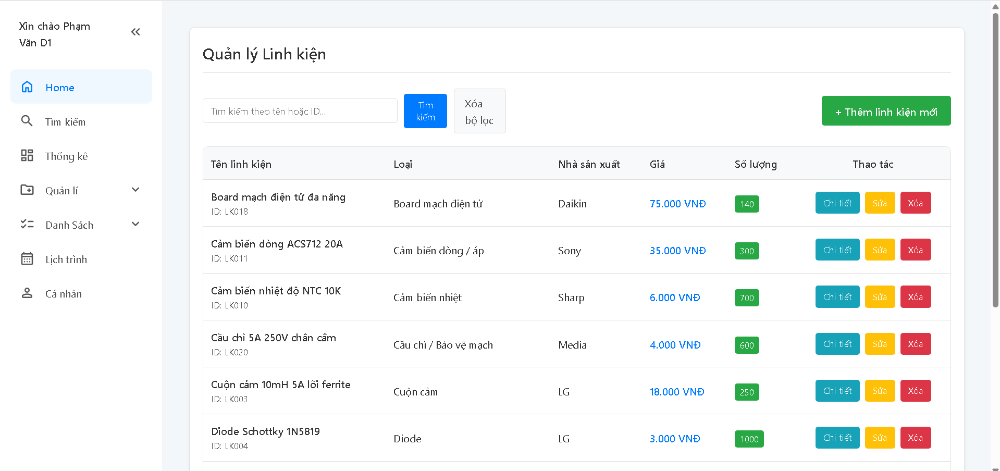 Xin chào Phạm
Văn D1
Home
Tìm kiếm
Thống kê
Quản lí
Danh Sách
Lịch trình
Cá nhân
Quản lý Linh kiện
Tìm kiếm theo tên hoặc ID...
Tìm
kiếm
Xóa
bộ lọc
+ Thêm linh kiện mới
Tên linh kiện Loại Nhà sản xuất Giá Số lượng Thao tác
Board mạch điện tử đa năng
ID: LK018
Board mạch điện tử Daikin 75.000 VNĐ 140 Chi tiết Sửa Xóa
Cảm biến dòng ACS712 20A
ID: LK011
Cảm biến dòng / áp Sony 35.000 VNĐ 300 Chi tiết Sửa Xóa
Cảm biến nhiệt độ NTC 10K
ID: LK010
Cảm biến nhiệt Sharp 6.000 VNĐ 700 Chi tiết Sửa Xóa
Cầu chì 5A 250V chân cắm
ID: LK020
Cầu chì / Bảo vệ mạch Media 4.000 VNĐ 600 Chi tiết Sửa Xóa
Cuộn cảm 10mH 5A lõi ferrite
ID: LK003
Cuộn cảm LG 18.000 VNĐ 250 Chi tiết Sửa Xóa
Diode Schottky 1N5819
ID: LK004
Diode LG 3.000 VNĐ 1000 Chi tiết Sửa Xóa